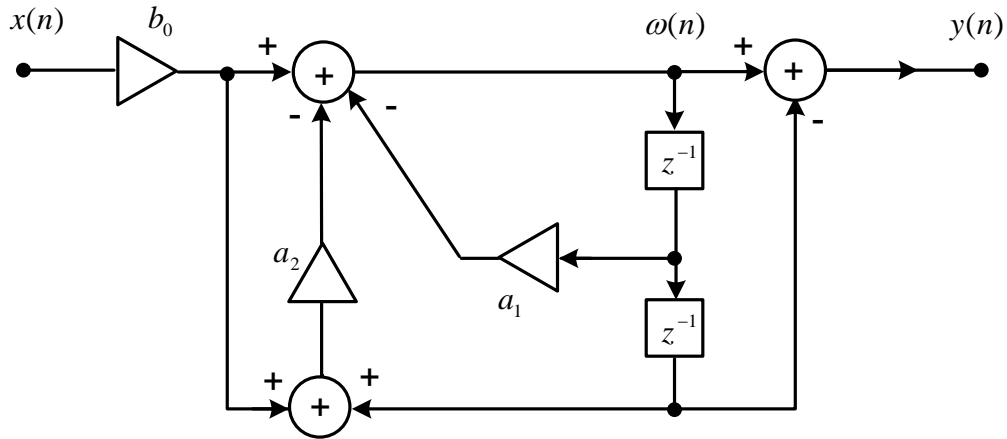 x(n)
b₀
ω(n)
y(n)
+
+
+
+
-
-
-
z⁻¹
a₂
a₁
z⁻¹
+
+
+